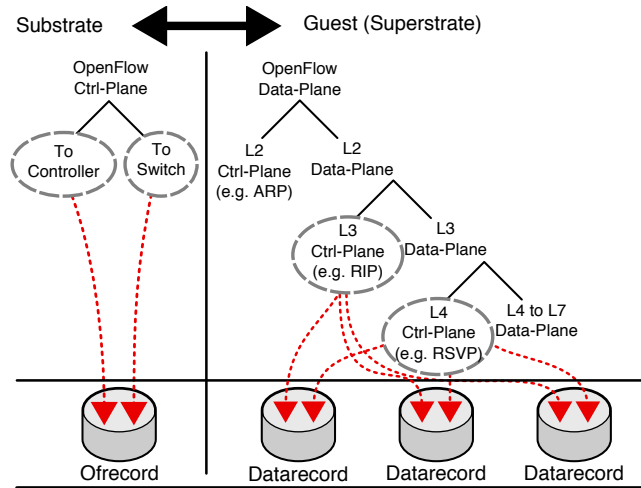 Substrate
Guest (Superstrate)
OpenFlow
Ctrl-Plane
OpenFlow
Data-Plane
To
Controller
To
Switch
L2
Ctrl-Plane
(e.g. ARP)
L2
Data-Plane
L3
Ctrl-Plane
(e.g. RIP)
L3
Data-Plane
L4
Ctrl-Plane
(e.g. RSVP)
L4 to L7
Data-Plane
Ofrecord
Datarecord
Datarecord
Datarecord